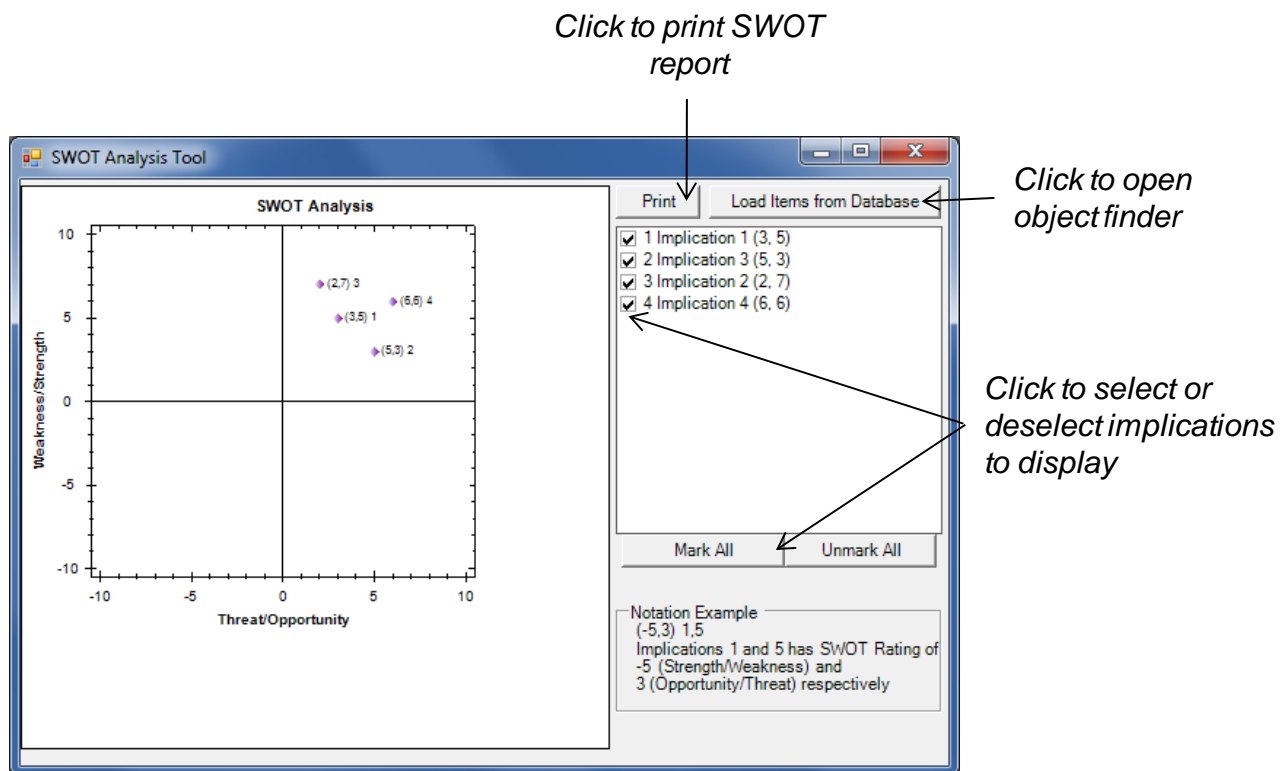 Click to print SWOT
report
SWOT Analysis Tool
SWOT Analysis
10
5
0
-5
-10
Weakness/Strength
(2,7) 3
(6,6) 4
(3,5) 1
(5,3) 2
-10
-5
0
5
10
Threat/Opportunity
Print
Load Items from Database
1 Implication 1 (3, 5)
2 Implication 3 (5, 3)
3 Implication 2 (2, 7)
4 Implication 4 (6, 6)
Mark All
Unmark All
Notation Example
(-5,3) 1,5
Implications 1 and 5 has SWOT Rating of
-5 (Strength/Weakness) and
3 (Opportunity/Threat) respectively
Click to open
object finder
Click to select or
deselect implications
to display